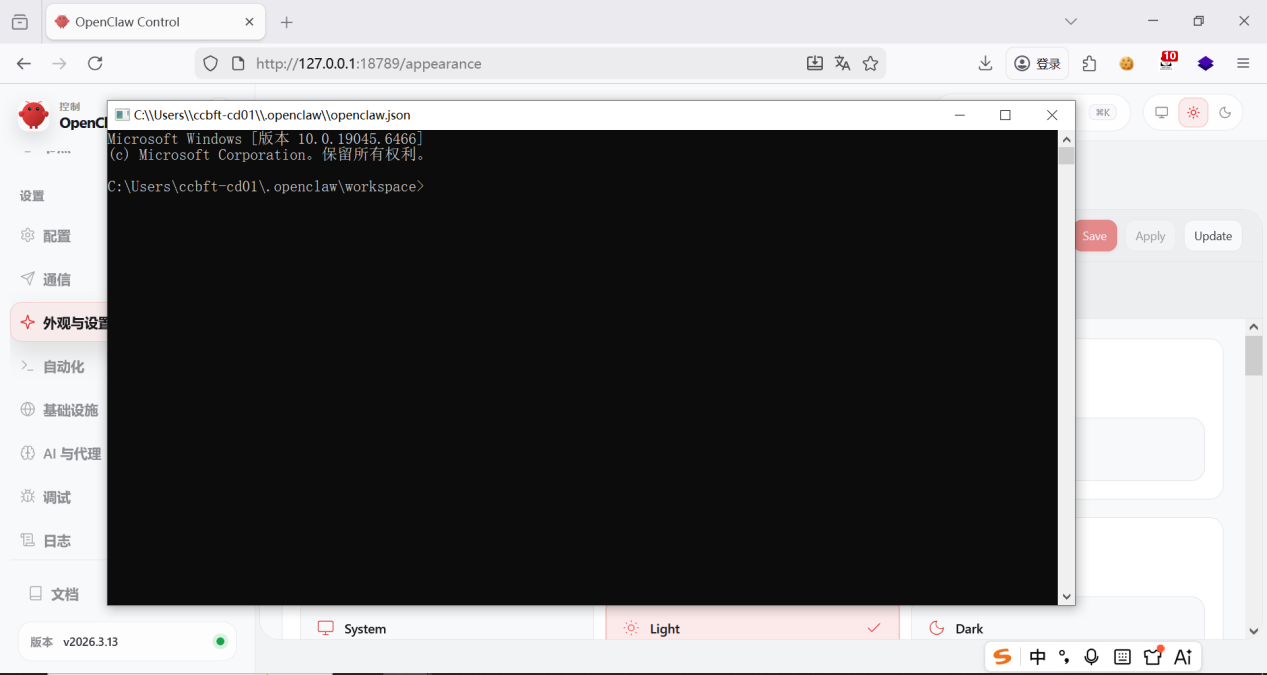 OpenClaw Control
http://127.0.0.1:18789/appearance
登录
10
控制
OpenCl
C:\\Users\\ccbft-cd01\\.openclaw\\openclaw.json
⌘K
Microsoft Windows [版本 10.0.19045.6466]
(c) Microsoft Corporation。保留所有权利。
C:\Users\ccbft-cd01\.openclaw\workspace>
设置
配置
Save
Apply
Update
通信
外观与设置
自动化
基础设施
AI 与代理
调试
日志
文档
版本 v2026.3.13
System
Light
Dark
中